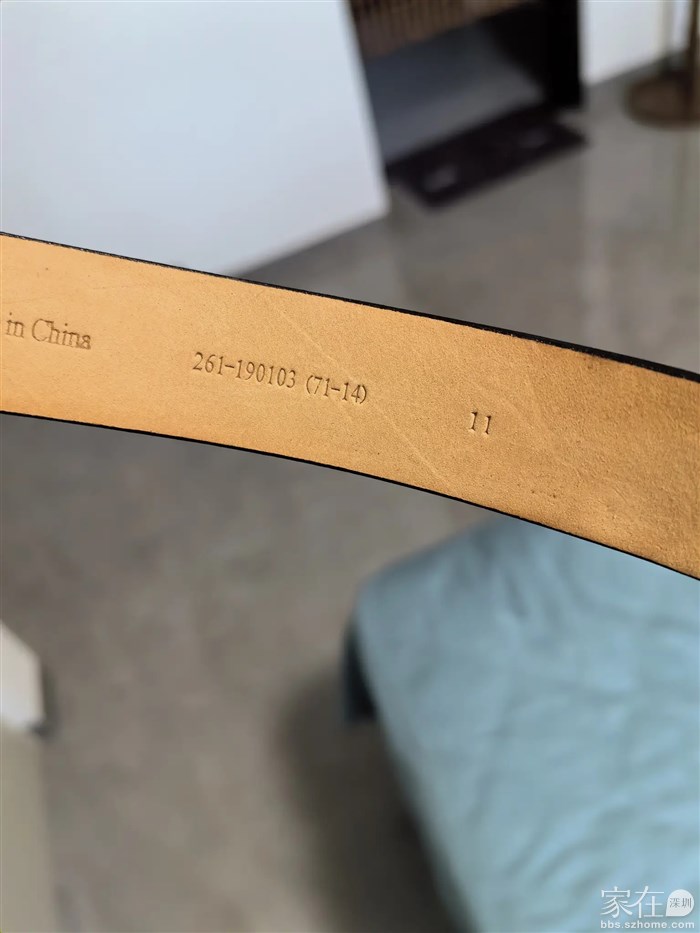 in China
261-190103 (71-14)
11
家在深圳
bbs.szhome.com